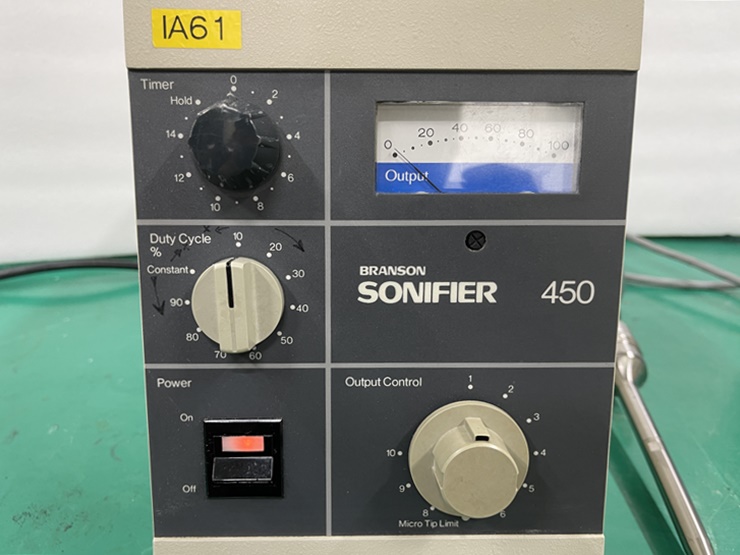 IA61
Timer
0
2
4
6
8
10
12
14
Hold
0 20 40 60 80 100
Output
Duty Cycle
%
10
20
30
40
50
60
70
80
90
Constant
BRANSON
SONIFIER 450
Power
On
Off
Output Control
1
2
3
4
5
6
8
9
10
Micro Tip Limit